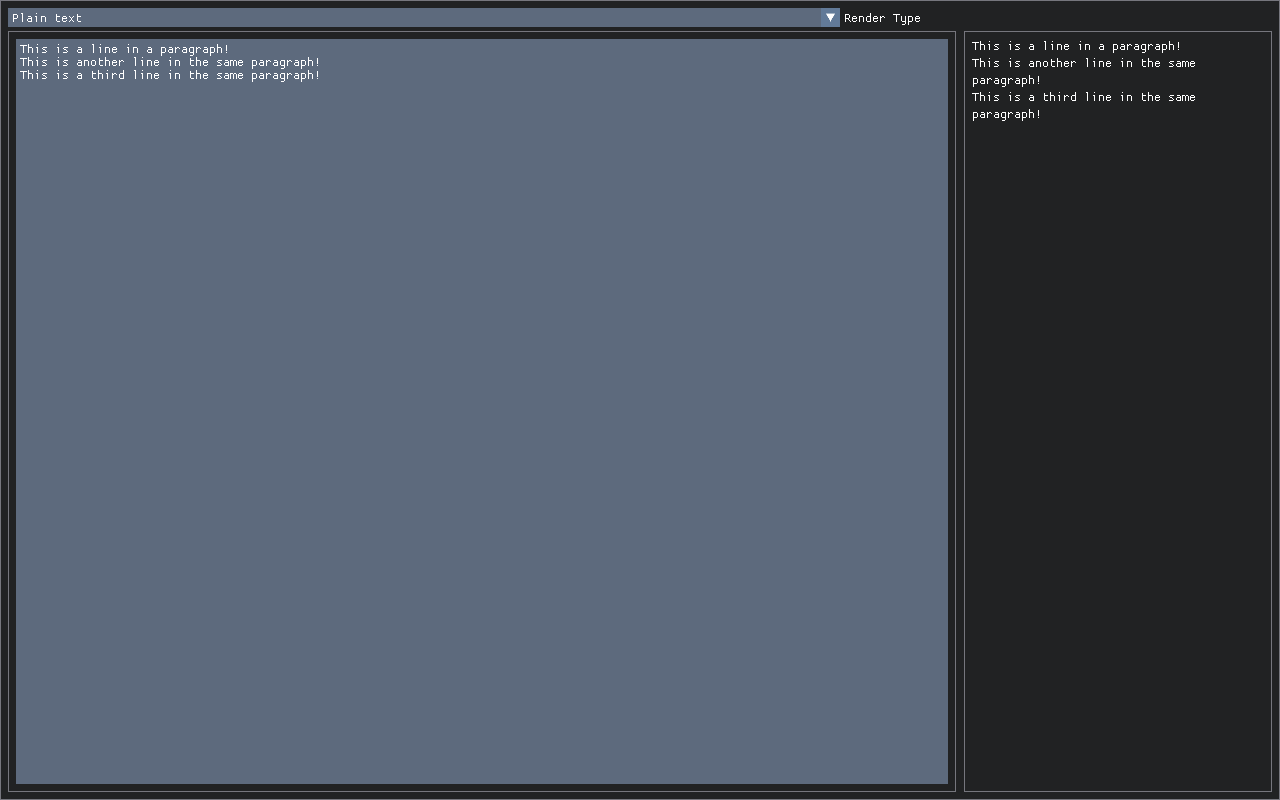 Plain text
Render Type
This is a line in a paragraph!
This is another line in the same paragraph!
This is a third line in the same paragraph!
This is a line in a paragraph!
This is another line in the same
paragraph!
This is a third line in the same
paragraph!